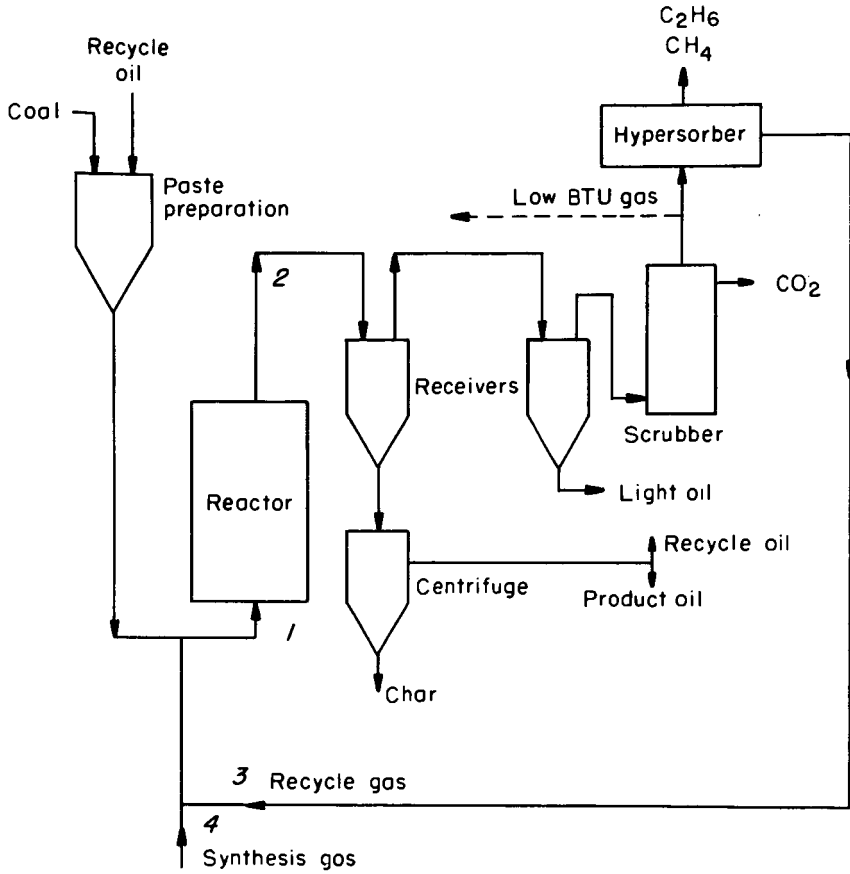 C2H6
CH4
Recycle
oil
Coal
Hypersorber
Paste
preparation
Low BTU gas
2
CO2
Receivers
Scrubber
Reactor
Light oil
Recycle oil
Centrifuge
Product oil
1
Char
3 Recycle gas
4
Synthesis gos